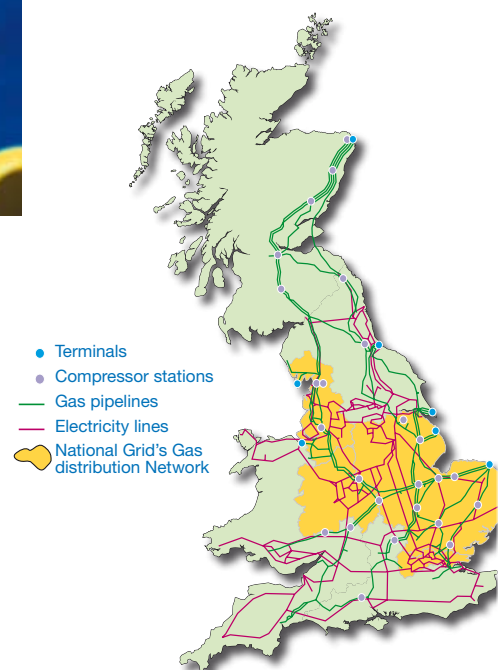 Terminals
Compressor stations
Gas pipelines
Electricity lines
National Grid's Gas
distribution Network